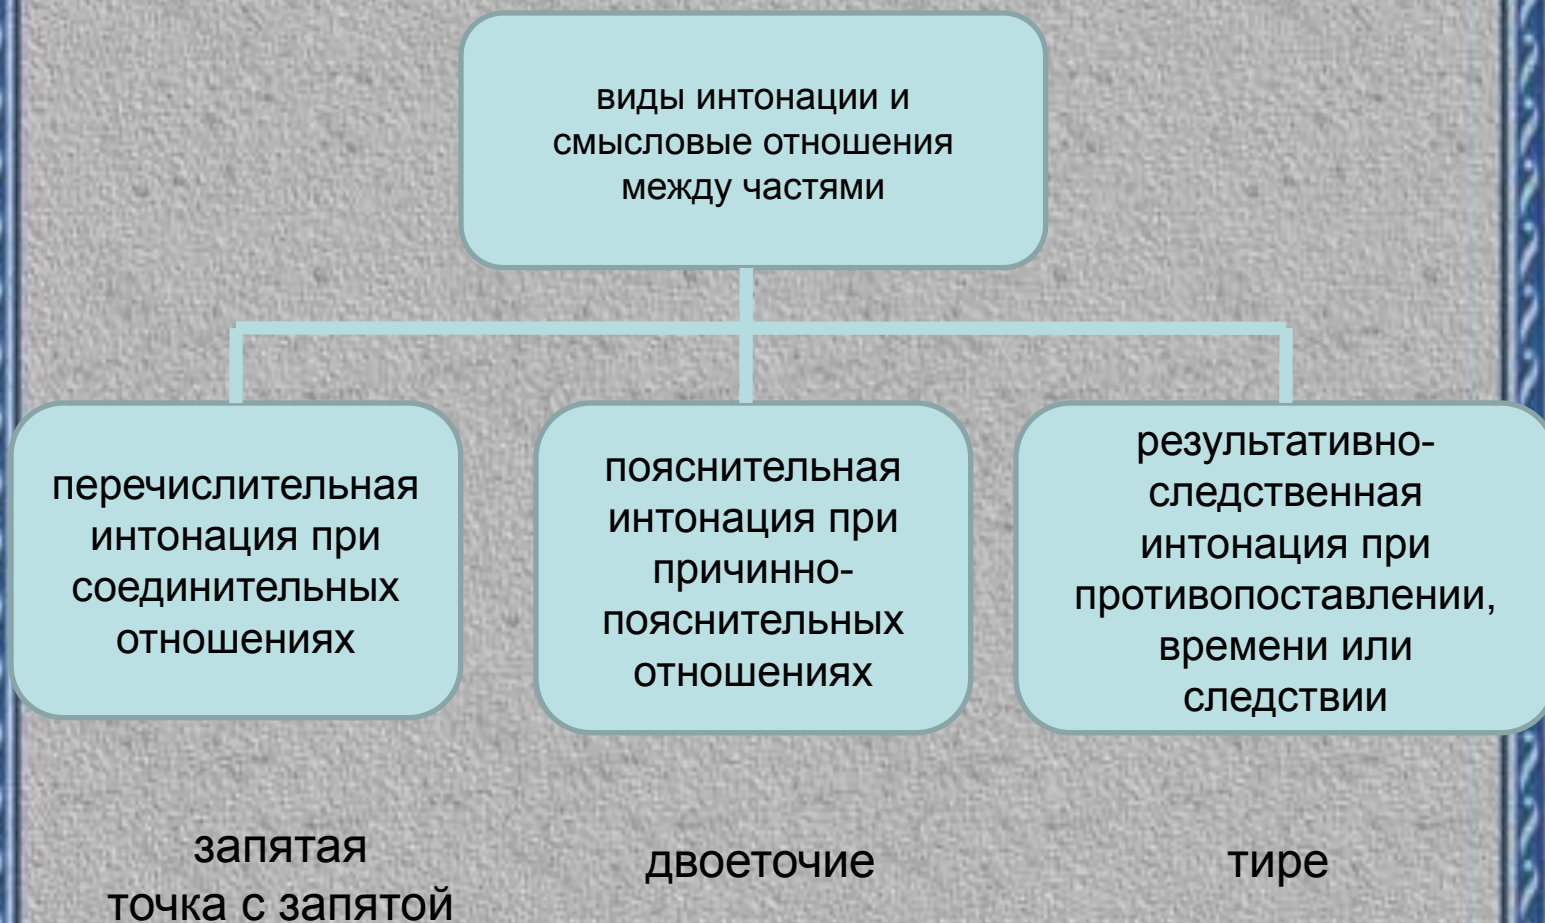 виды интонации и
смысловые отношения
между частями
перечислительная
интонация при
соединительных
отношениях
пояснительная
интонация при
причинно-
пояснительных
отношениях
результативно-
следственная
интонация при
противопоставлении,
времени или
следствии
запятая
точка с запятой
двоеточие
тире